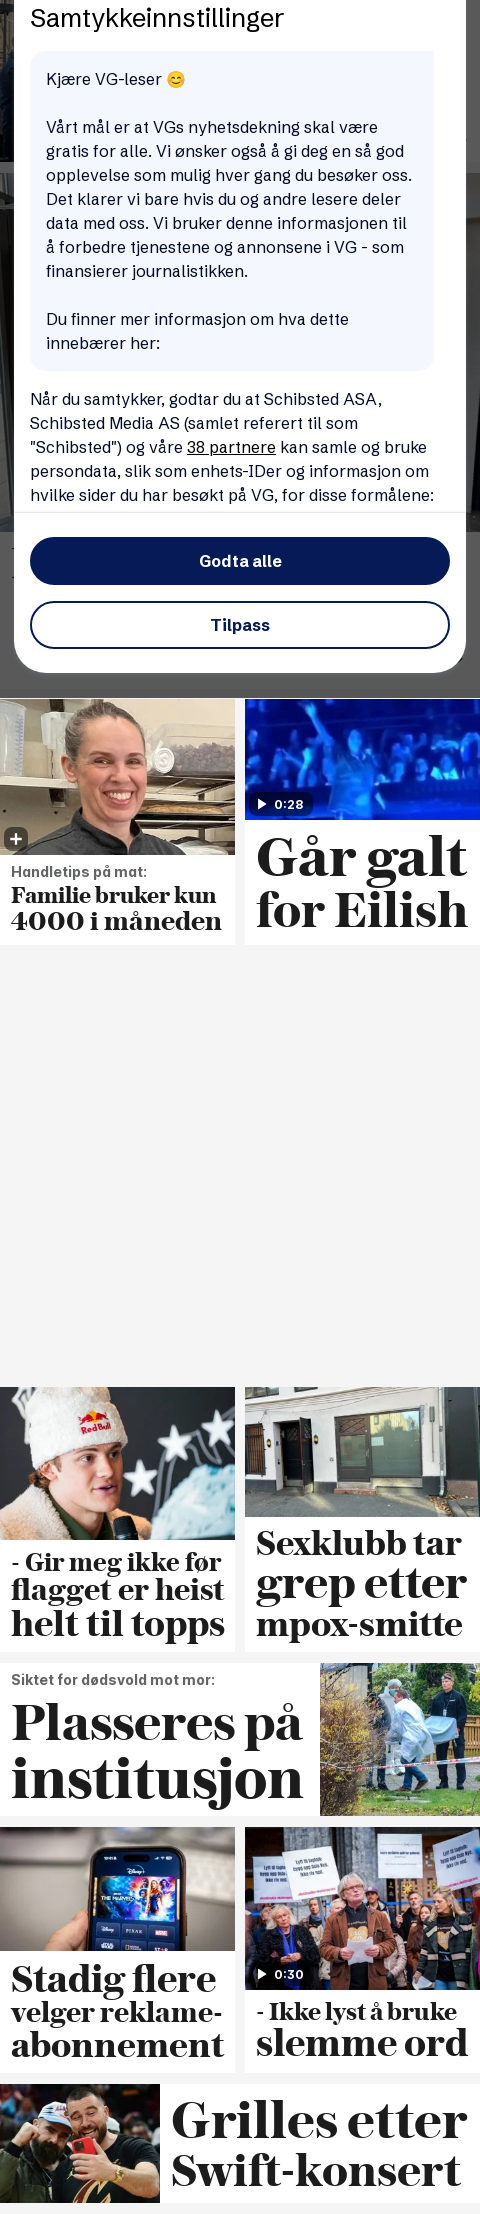 Samtykkeinnstillinger
Kjære VG-leser 😊
Vårt mål er at VGs nyhetsdekning skal være
gratis for alle. Vi ønsker også å gi deg en så god
opplevelse som mulig hver gang du besøker oss.
Det klarer vi bare hvis du og andre lesere deler
data med oss. Vi bruker denne informasjonen til
å forbedre tjenestene og annonsene i VG - som
finansierer journalistikken.
Du finner mer informasjon om hva dette
innebærer her:
Når du samtykker, godtar du at Schibsted ASA,
Schibsted Media AS (samlet referert til som
"Schibsted") og våre 38 partnere kan samle og bruke
persondata, slik som enhets-IDer og informasjon om
hvilke sider du har besøkt på VG, for disse formålene:
Godta alle
Tilpass
Handletips på mat:
Familie bruker kun
4000 i måneden
0:28
Går galt
for Eilish
Red Bull
- Gir meg ikke før
flagget er heist
helt til topps
Sexklubb tar
grep etter
mpox-smitte
Siktet for dødsvold mot mor:
Plasseres på
institusjon
Disney+
THE MARVELS
PIXAR
Stadig flere
velger reklame-
abonnement
0:30
- Ikke lyst å bruke
slemme ord
Grilles etter
Swift-konsert